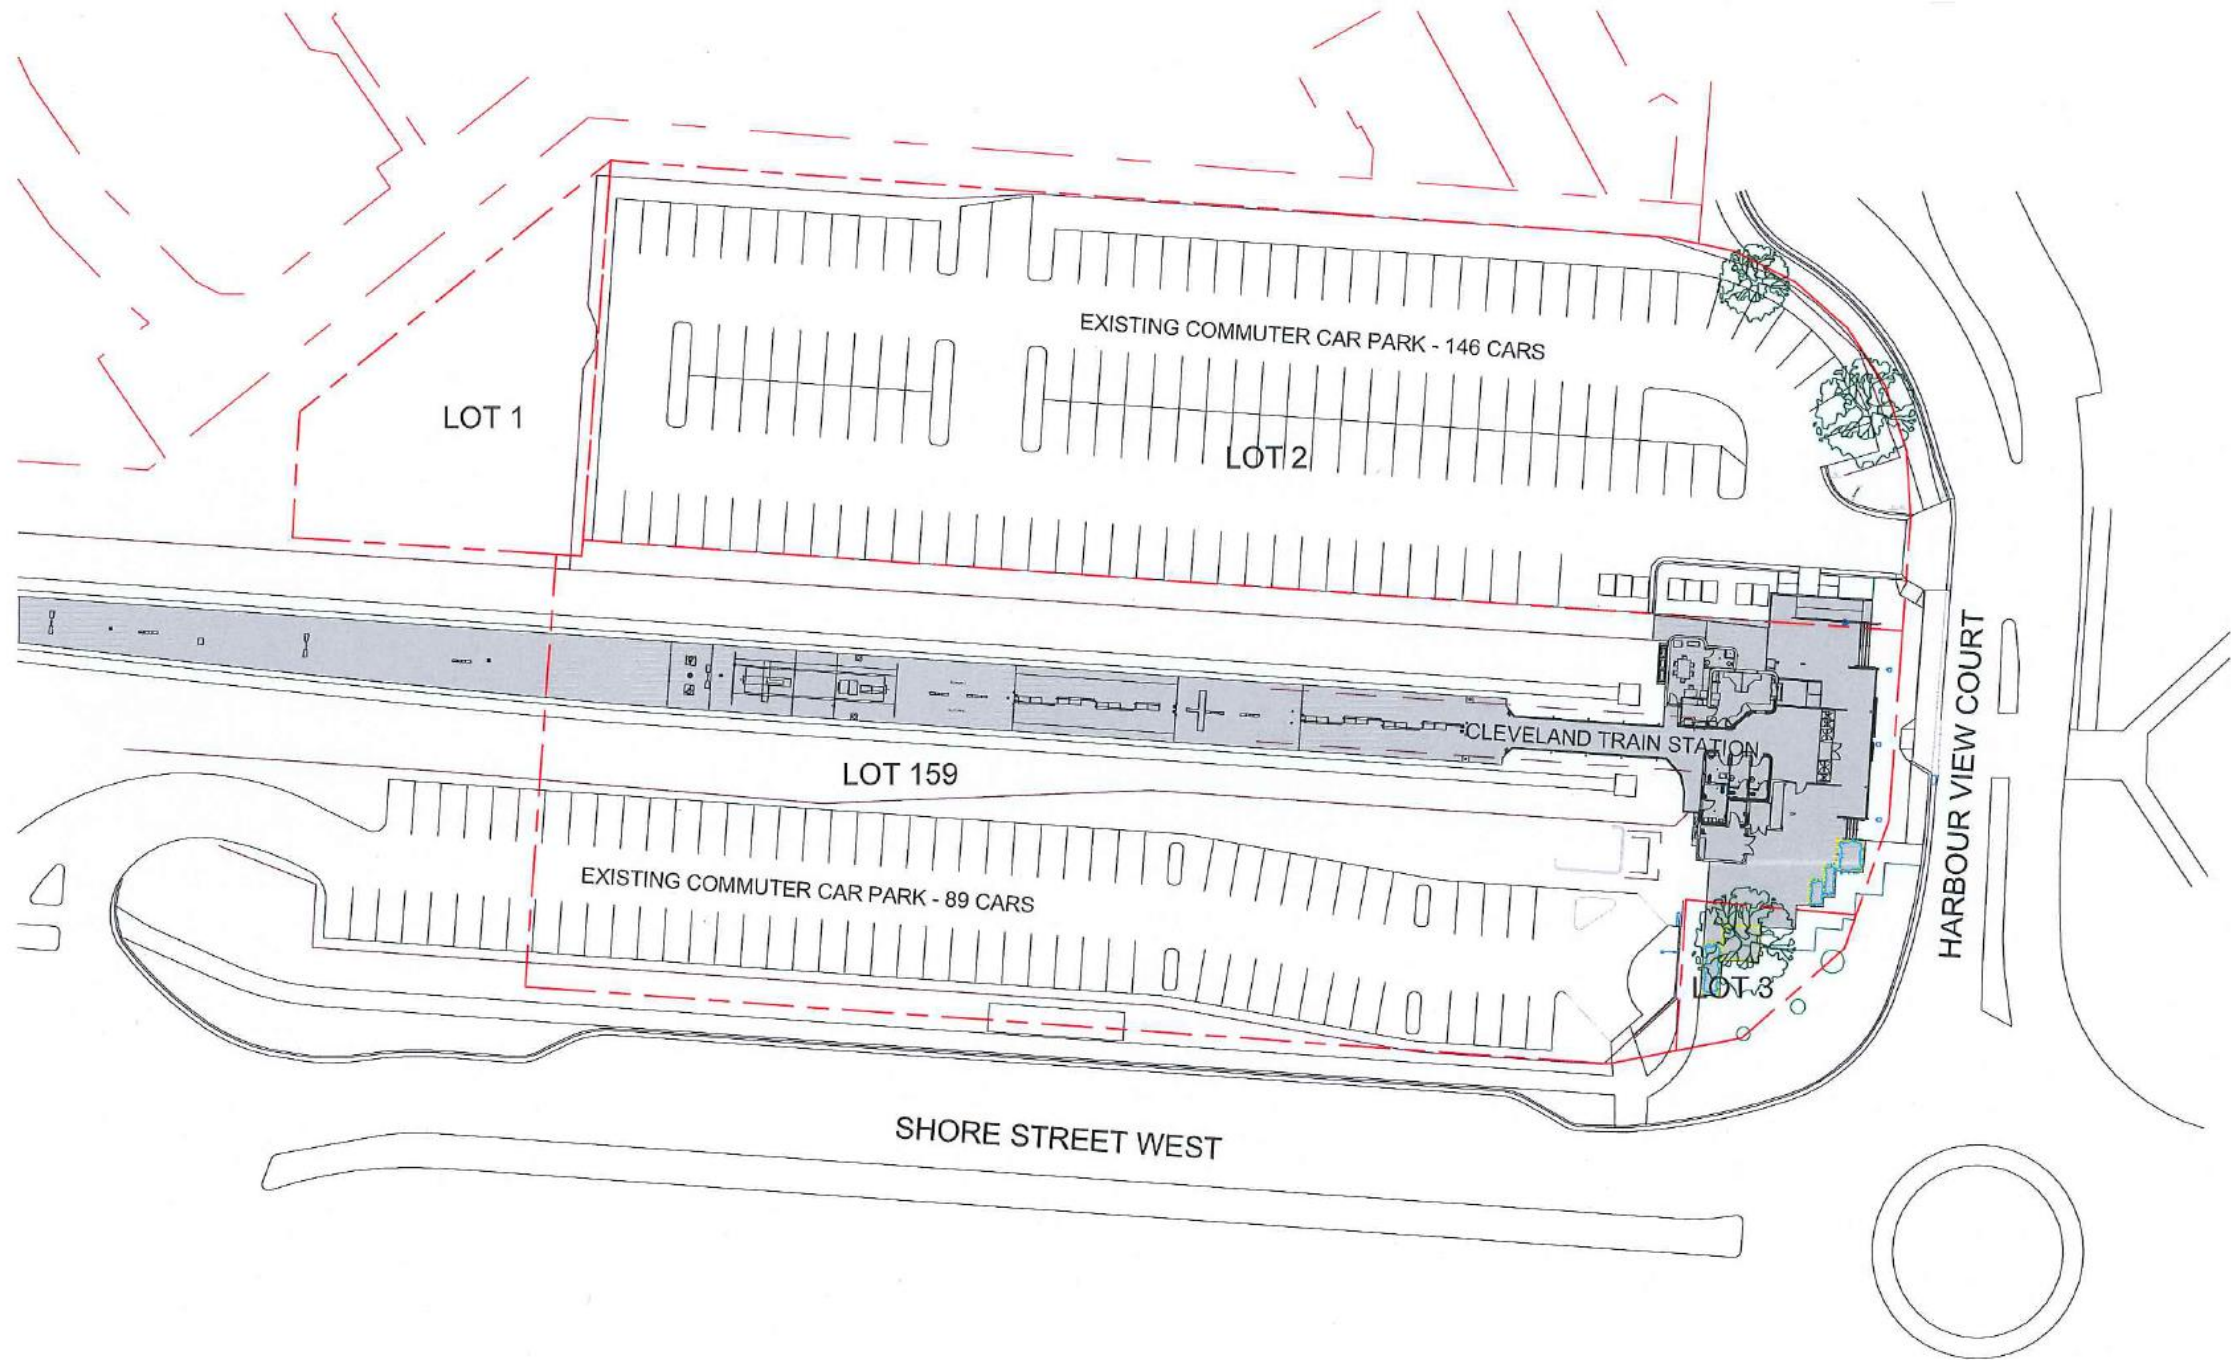 EXISTING COMMUTER CAR PARK - 146 CARS
LOT 1
LOT 2
CLEVELAND TRAIN STATION
LOT 159
HARBOUR VIEW COURT
EXISTING COMMUTER CAR PARK - 89 CARS
LOT 3
SHORE STREET WEST